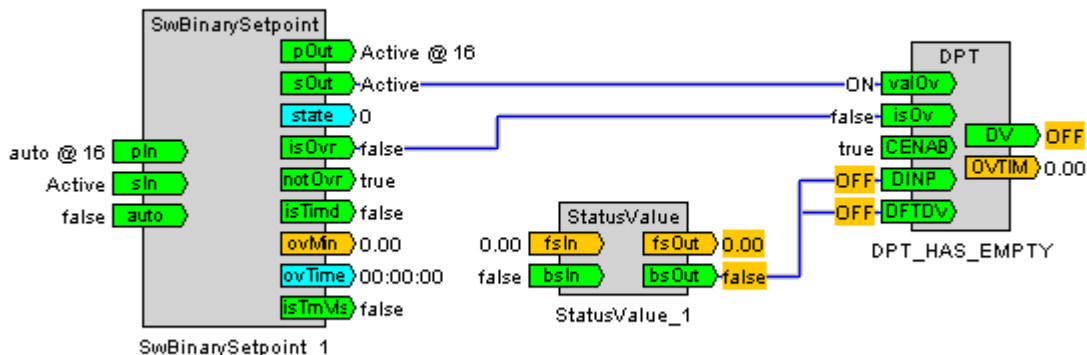 SwBinarySetpoint
pOut Active @ 16
sOut Active
state 0
auto @ 16 pIn
isOvr false
Active sIn
notOvr true
false auto
isTimd false
ovMin 0.00
ovTime 00:00:00
isTmVls false
SwBinarySetpoint_1
StatusValue
0.00 fsIn fsOut 0.00
false bsIn bsOut false
StatusValue_1
DPT
ON valOv
false isOv
DV OFF
true CENAB
OVTIM 0.00
OFF DINP
OFF DFTDV
DPT_HAS_EMPTY